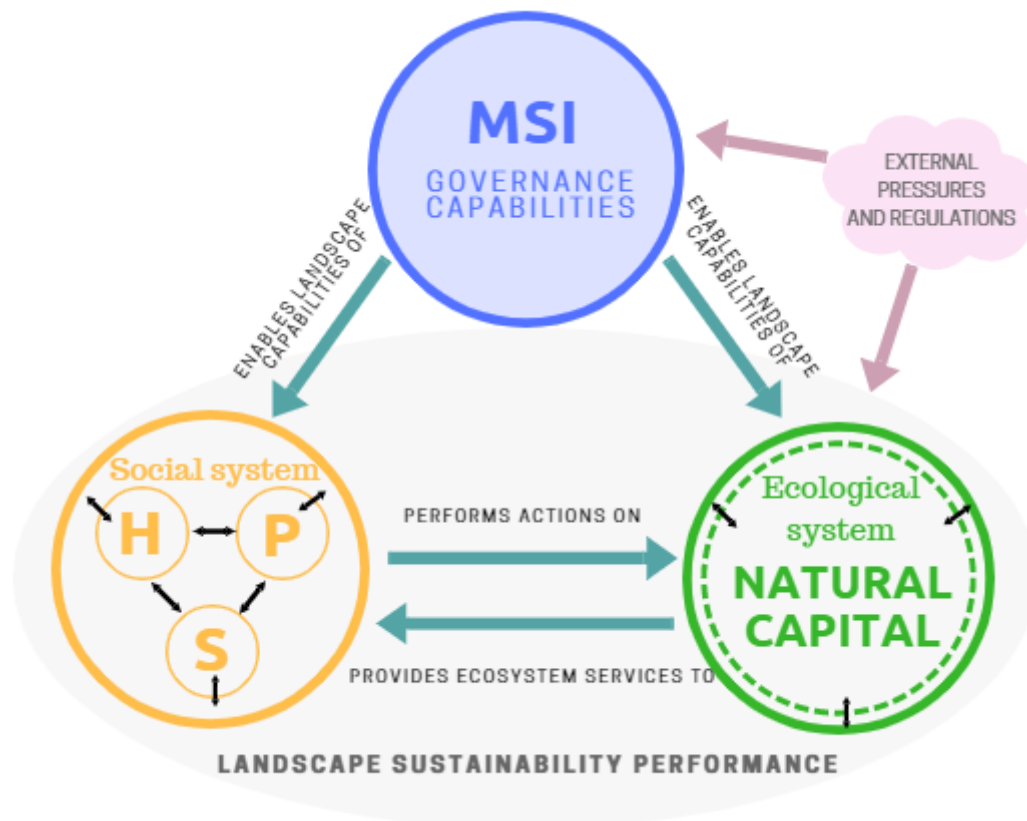 MSI
GOVERNANCE
CAPABILITIES
EXTERNAL
PRESSURES
AND REGULATIONS
ENABLES LANDSCAPE
CAPABILITIES OF
ENABLES LANDSCAPE
CAPABILITIES OF
Social system
H
P
S
PERFORMS ACTIONS ON
PROVIDES ECOSYSTEM SERVICES TO
Ecological
system
NATURAL
CAPITAL
LANDSCAPE SUSTAINABILITY PERFORMANCE